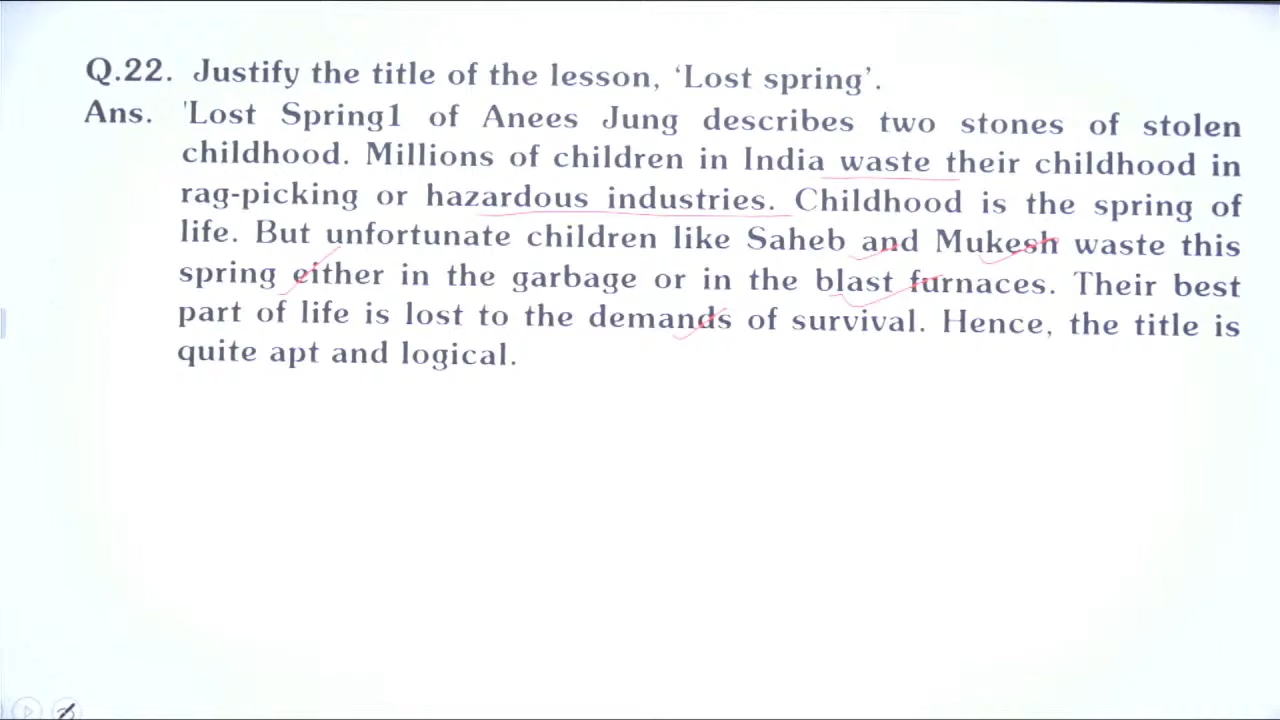 Q.22. Justify the title of the lesson, ‘Lost spring’.
Ans. 'Lost Spring1 of Anees Jung describes two stones of stolen
childhood. Millions of children in India waste their childhood in
rag-picking or hazardous industries. Childhood is the spring of
life. But unfortunate children like Saheb and Mukesh waste this
spring either in the garbage or in the blast furnaces. Their best
part of life is lost to the demands of survival. Hence, the title is
quite apt and logical.